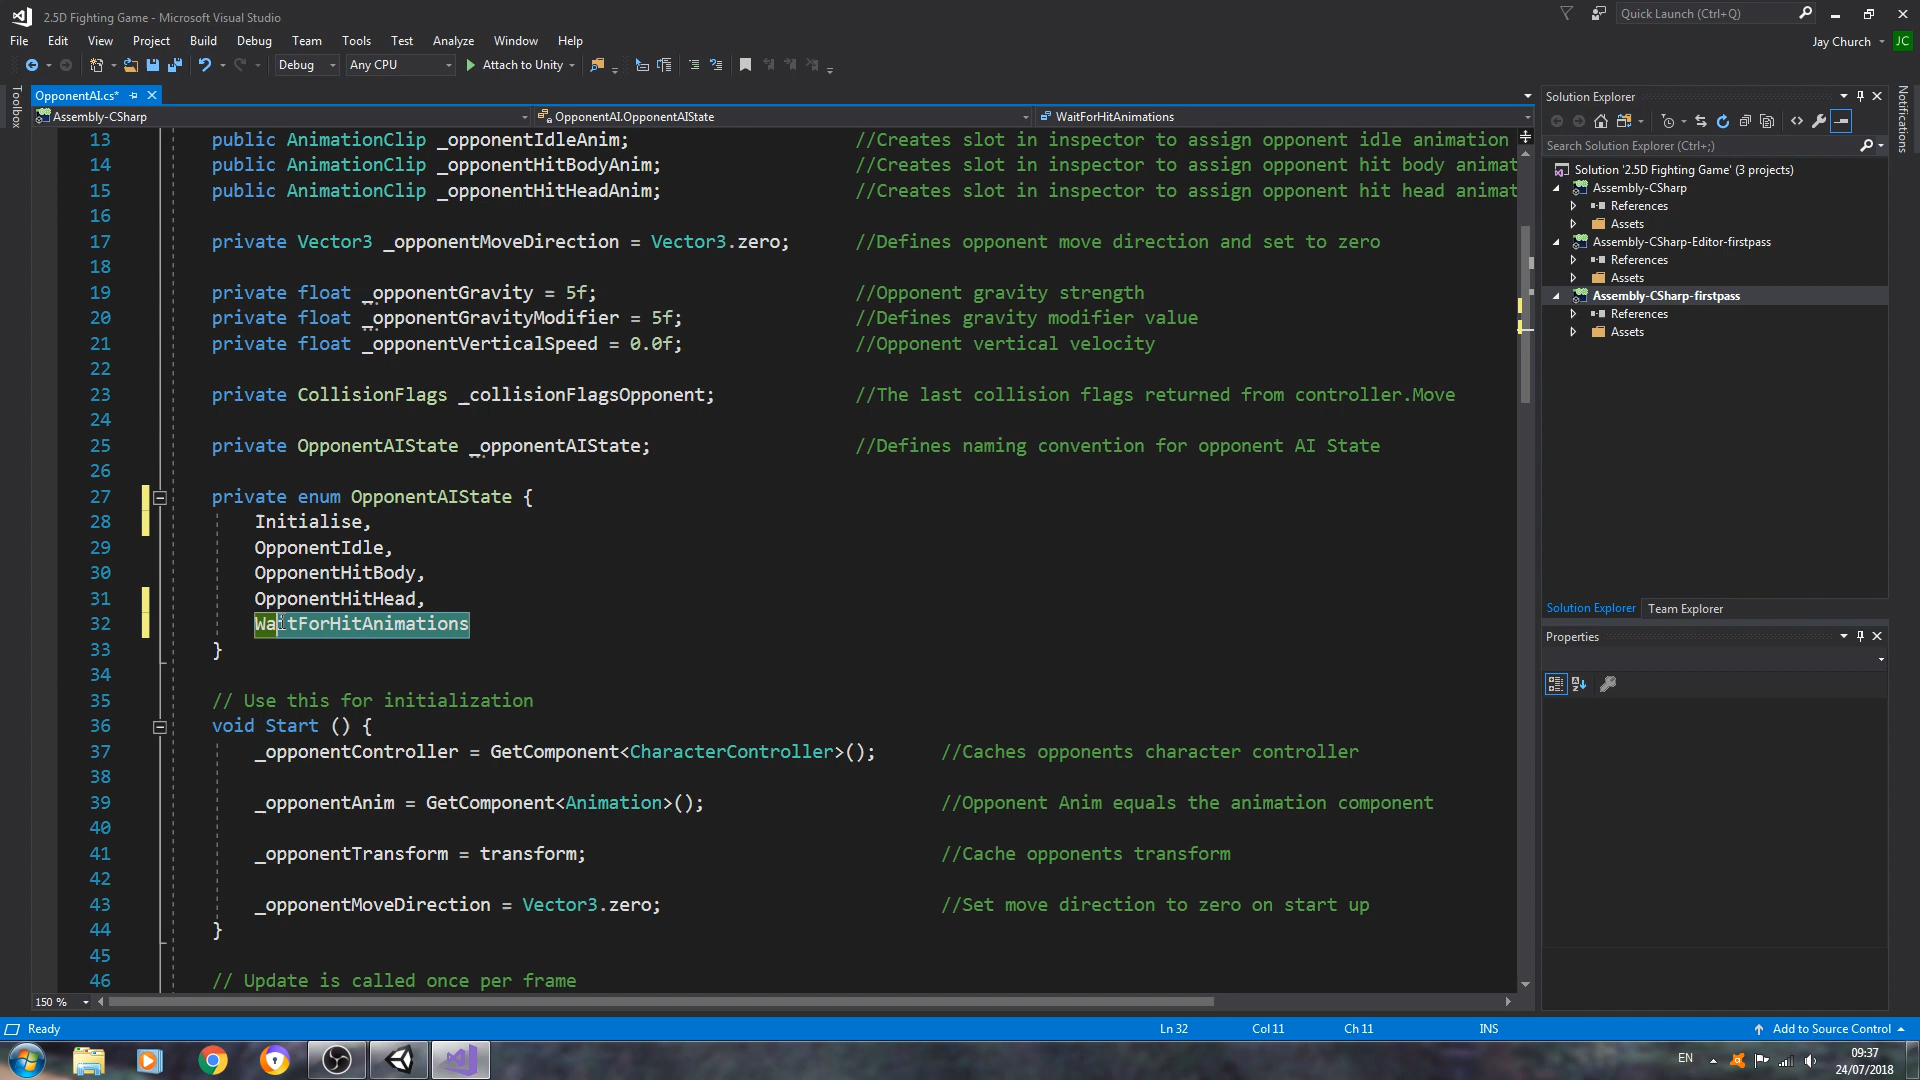 2.5D Fighting Game - Microsoft Visual Studio
Quick Launch (Ctrl+Q)
File Edit View Project Build Debug Team Tools Test Analyze Window Help
Jay Church JC
Debug Any CPU Attach to Unity
Toolbox
OpponentAI.cs*
Assembly-CSharp OpponentAI.OpponentAIState WaitForHitAnimations
13 public AnimationClip _opponentIdleAnim; //Creates slot in inspector to assign opponent idle animation
14 public AnimationClip _opponentHitBodyAnim; //Creates slot in inspector to assign opponent hit body animat
15 public AnimationClip _opponentHitHeadAnim; //Creates slot in inspector to assign opponent hit head animat
16
17 private Vector3 _opponentMoveDirection = Vector3.zero; //Defines opponent move direction and set to zero
18
19 private float _opponentGravity = 5f; //Opponent gravity strength
20 private float _opponentGravityModifier = 5f; //Defines gravity modifier value
21 private float _opponentVerticalSpeed = 0.0f; //Opponent vertical velocity
22
23 private CollisionFlags _collisionFlagsOpponent; //The last collision flags returned from controller.Move
24
25 private OpponentAIState _opponentAIState; //Defines naming convention for opponent AI State
26
27 private enum OpponentAIState {
28 Initialise,
29 OpponentIdle,
30 OpponentHitBody,
31 OpponentHitHead,
32 WaitForHitAnimations
33 }
34
35 // Use this for initialization
36 void Start () {
37 _opponentController = GetComponent<CharacterController>(); //Caches opponents character controller
38
39 _opponentAnim = GetComponent<Animation>(); //Opponent Anim equals the animation component
40
41 _opponentTransform = transform; //Cache opponents transform
42
43 _opponentMoveDirection = Vector3.zero; //Set move direction to zero on start up
44 }
45
46 // Update is called once per frame
150 %
Solution Explorer
Search Solution Explorer (Ctrl+;)
Solution '2.5D Fighting Game' (3 projects)
Assembly-CSharp
References
Assets
Assembly-CSharp-Editor-firstpass
References
Assets
Assembly-CSharp-firstpass
References
Assets
Solution Explorer Team Explorer
Properties
Notifications
Ready Ln 32 Col 11 Ch 11 INS Add to Source Control
EN 09:37
24/07/2018